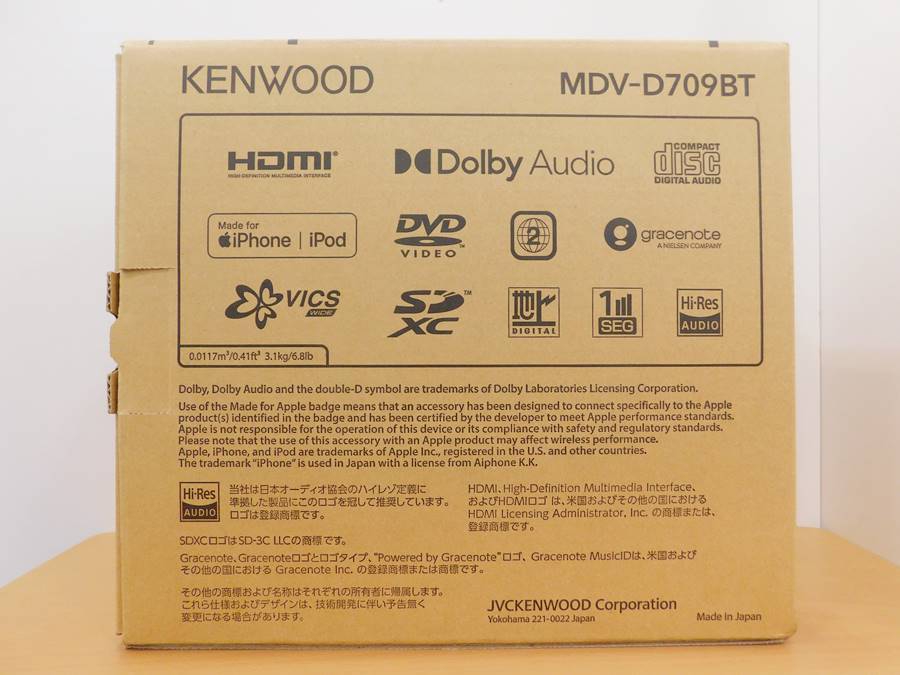 KENWOOD MDV-D709BT
HDMI® Dolby Audio COMPACT disc DIGITAL AUDIO
HIGH-DEFINITION MULTIMEDIA INTERFACE
Made for iPhone | iPod DVD VIDEO™ 2 gracenote A NIELSEN COMPANY
VICS WIDE SD XC™ 地上 DIGITAL 1 SEG Hi-Res AUDIO
0.0117m³/0.41ft³ 3.1kg/6.8lb
Dolby, Dolby Audio and the double-D symbol are trademarks of Dolby Laboratories Licensing Corporation.
Use of the Made for Apple badge means that an accessory has been designed to connect specifically to the Apple
product(s) identified in the badge and has been certified by the developer to meet Apple performance standards.
Apple is not responsible for the operation of this device or its compliance with safety and regulatory standards.
Please note that the use of this accessory with an Apple product may affect wireless performance.
Apple, iPhone, and iPod are trademarks of Apple Inc., registered in the U.S. and other countries.
The trademark “iPhone” is used in Japan with a license from Aiphone K.K.
Hi-Res AUDIO
当社は日本オーディオ協会のハイレゾ定義に
準拠した製品にこのロゴを冠して推奨しています。
ロゴは登録商標です。
HDMI、High-Definition Multimedia Interface、
およびHDMIロゴ は、米国およびその他の国における
HDMI Licensing Administrator, Inc. の商標または、
登録商標です。
SDXCロゴはSD-3C LLCの商標です。
Gracenote、Gracenoteロゴとロゴタイプ、"Powered by Gracenote"ロゴ、Gracenote MusicIDは、米国および
その他の国における Gracenote Inc. の登録商標または商標です。
その他の商標および名称はそれぞれの所有者に帰属します。
これら仕様およびデザインは、技術開発に伴い予告無く
変更になる場合があります。
JVCKENWOOD Corporation
Yokohama 221-0022 Japan
Made in Japan